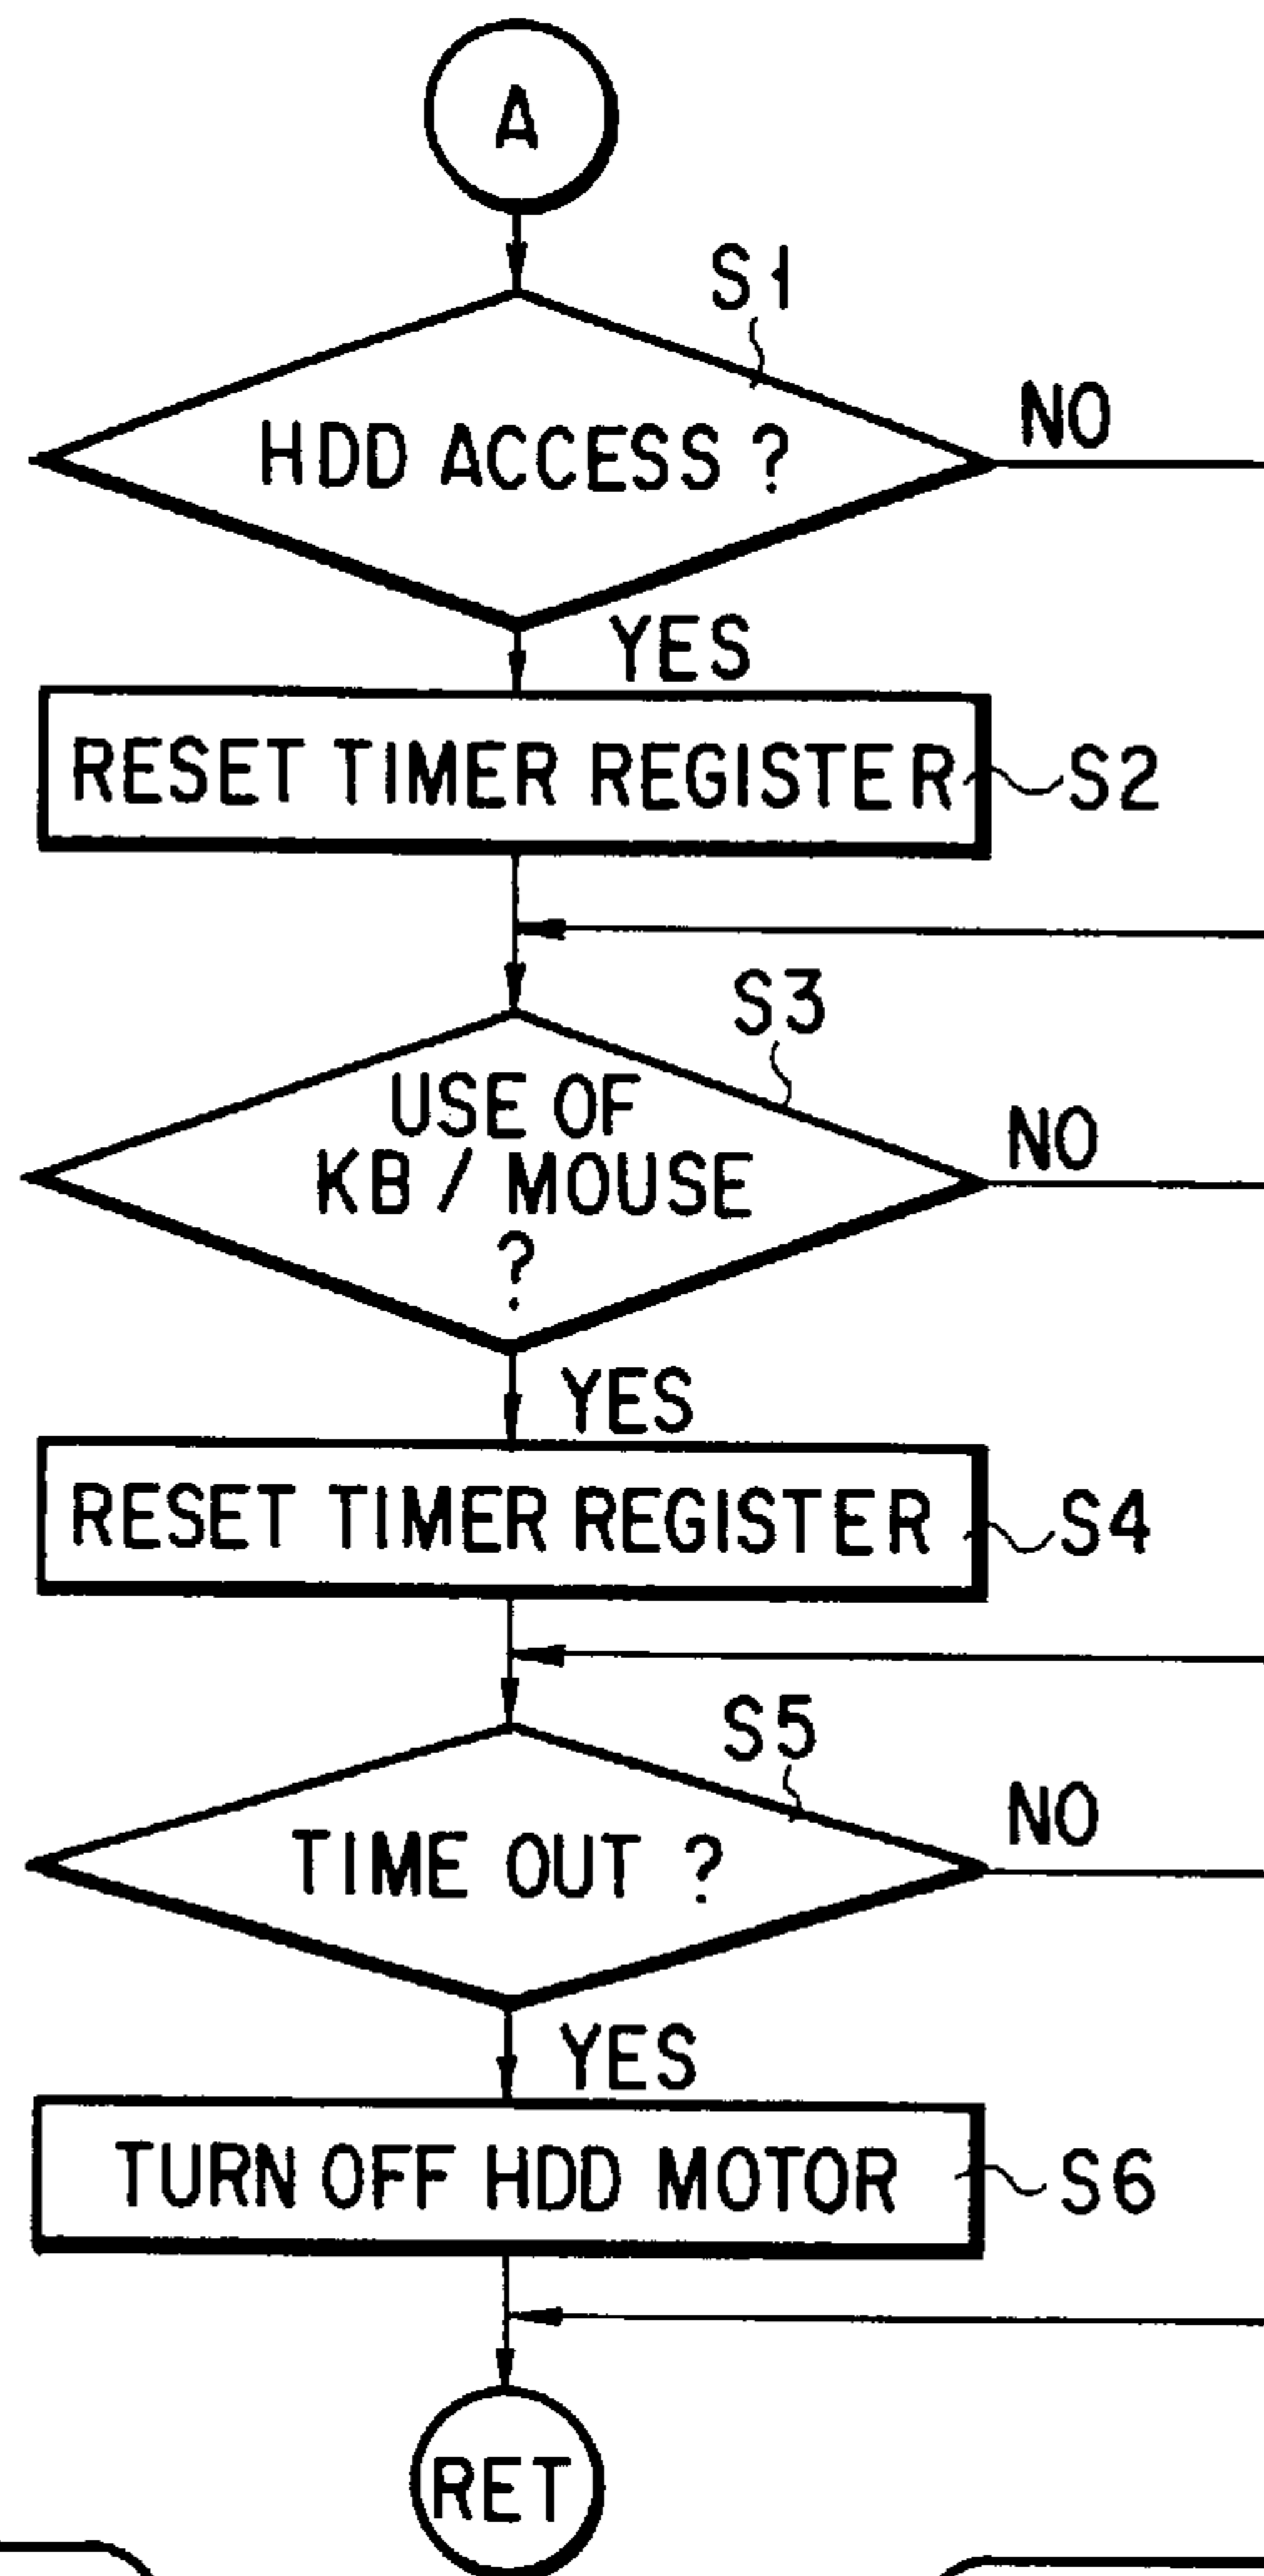 A
S1
HDD ACCESS ?
NO
YES
RESET TIMER REGISTER
S2
S3
USE OF
KB / MOUSE
?
NO
YES
RESET TIMER REGISTER
S4
S5
TIME OUT ?
NO
YES
TURN OFF HDD MOTOR
S6
RET